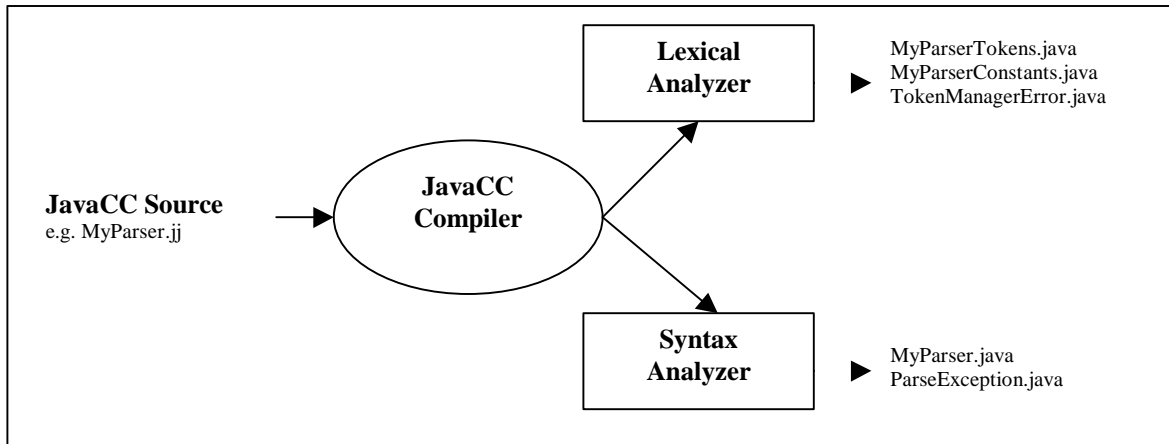 Lexical
Analyzer
MyParserTokens.java
MyParserConstants.java
TokenManagerError.java
JavaCC Source
e.g. MyParser.jj
JavaCC
Compiler
Syntax
Analyzer
MyParser.java
ParseException.java